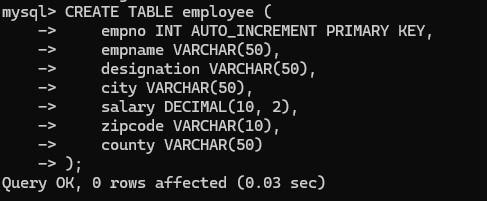 mysql> CREATE TABLE employee (
    ->     empno INT AUTO_INCREMENT PRIMARY KEY,
    ->     empname VARCHAR(50),
    ->     designation VARCHAR(50),
    ->     city VARCHAR(50),
    ->     salary DECIMAL(10, 2),
    ->     zipcode VARCHAR(10),
    ->     county VARCHAR(50)
    -> );
Query OK, 0 rows affected (0.03 sec)